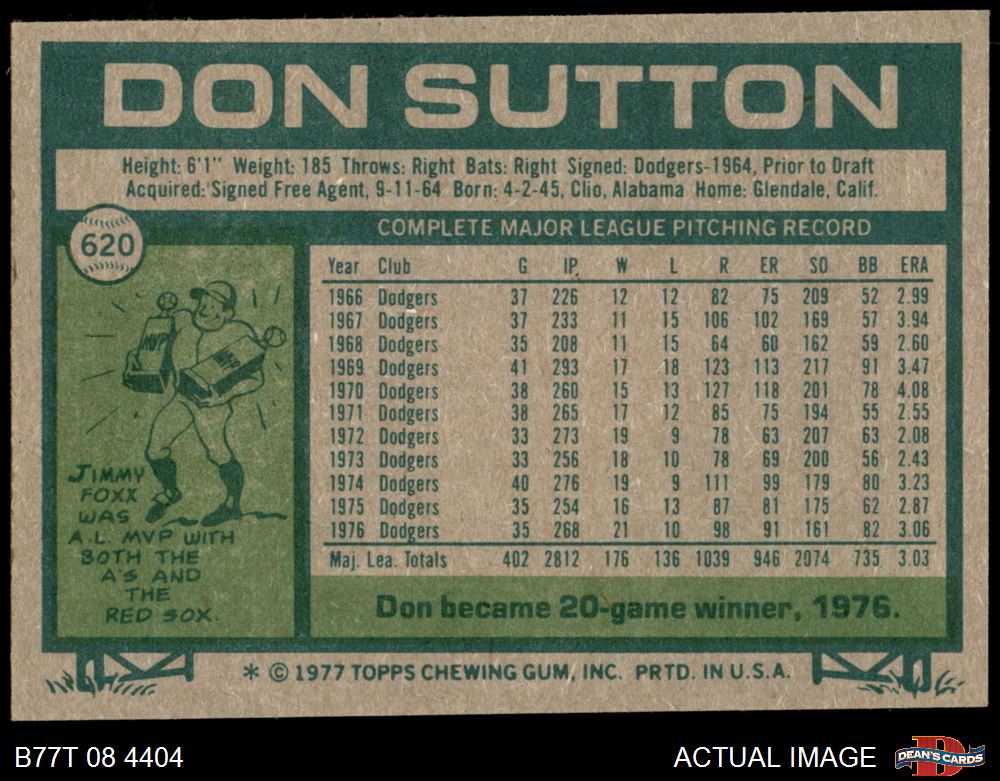 DON SUTTON
Height: 6'1" Weight: 185 Throws: Right Bats: Right Signed: Dodgers-1964, Prior to Draft
Acquired: Signed Free Agent, 9-11-64 Born: 4-2-45, Clio, Alabama Home: Glendale, Calif.
620
COMPLETE MAJOR LEAGUE PITCHING RECORD
Year Club G IP W L R ER SO BB ERA
1966 Dodgers 37 226 12 12 82 75 209 52 2.99
1967 Dodgers 37 233 11 15 106 102 169 57 3.94
1968 Dodgers 35 208 11 15 64 60 162 59 2.60
1969 Dodgers 41 293 17 18 123 113 217 91 3.47
1970 Dodgers 38 260 15 13 127 118 201 78 4.08
1971 Dodgers 38 265 17 12 85 75 194 55 2.55
1972 Dodgers 33 273 19 9 78 63 207 63 2.08
1973 Dodgers 33 256 18 10 78 69 200 56 2.43
1974 Dodgers 40 276 19 9 111 99 179 80 3.23
1975 Dodgers 35 254 16 13 87 81 175 62 2.87
1976 Dodgers 35 268 21 10 98 91 161 82 3.06
Maj. Lea. Totals 402 2812 176 136 1039 946 2074 735 3.03
Don became 20-game winner, 1976.
MVP
MVP
JIMMY
FOXX
WAS
A.L. MVP WITH
BOTH THE
A'S AND
THE
RED SOX.
* © 1977 TOPPS CHEWING GUM, INC. PRTD. IN U.S.A.
B77T 08 4404
ACTUAL IMAGE
D
DEAN'S CARDS